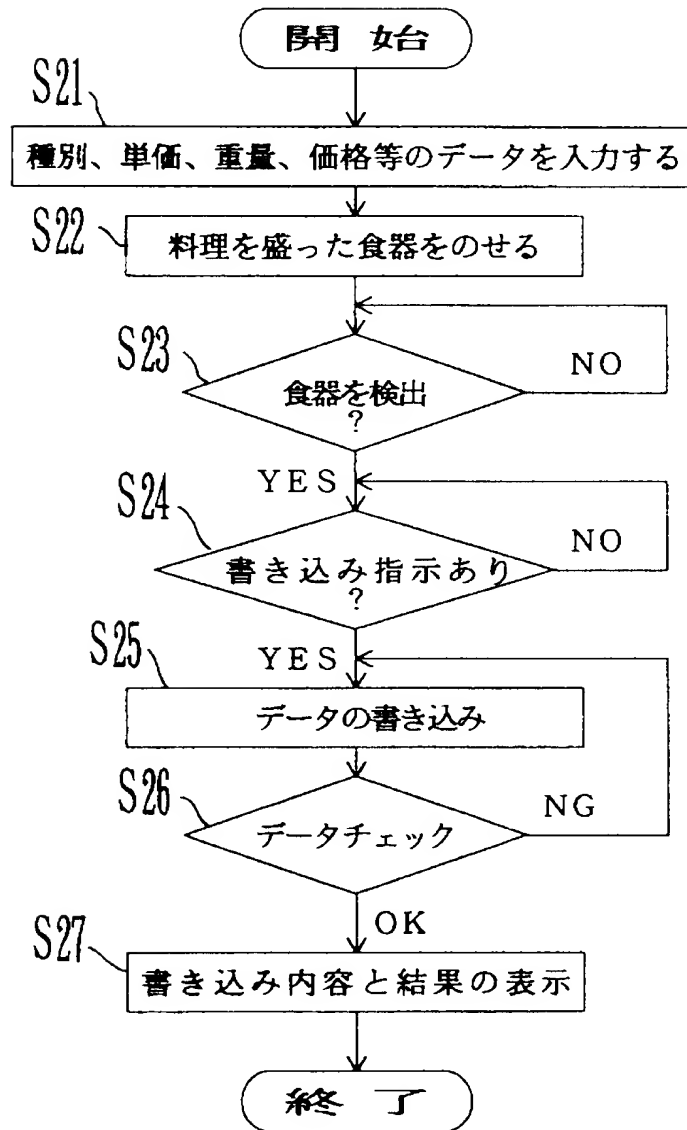 開 始
S21
種別、単価、重量、価格等のデータを入力する
S22
料理を盛った食器をのせる
S23
食器を検出
?
NO
YES
S24
書き込み指示あり
?
NO
YES
S25
データの書き込み
S26
データチェック
NG
OK
S27
書き込み内容と結果の表示
終 了